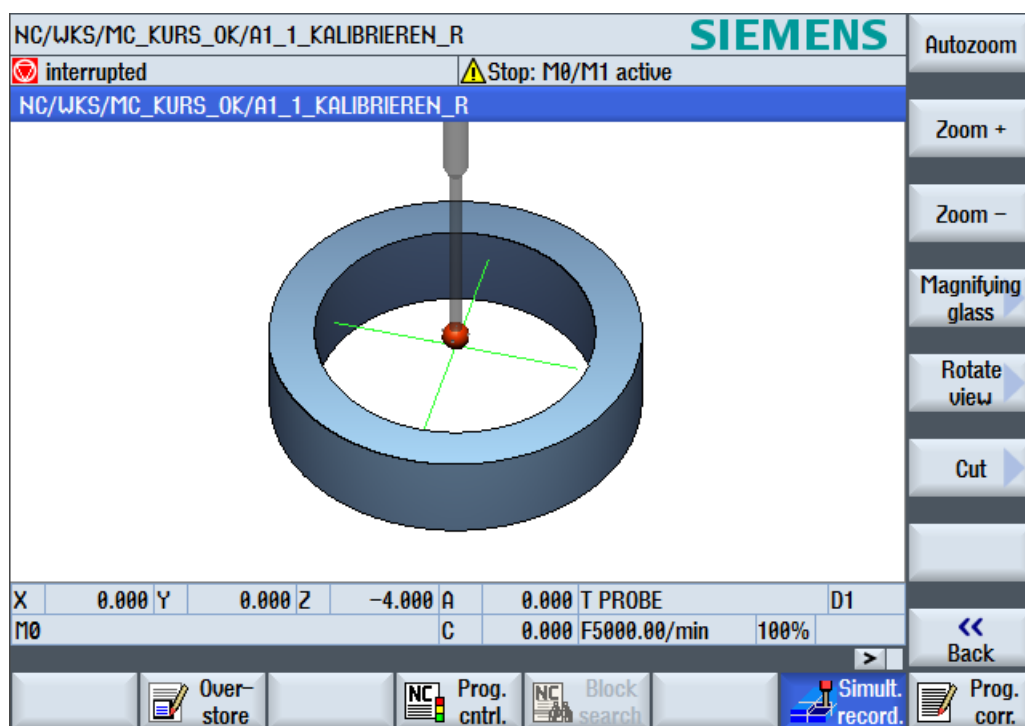 NC/WKS/MC_KURS_OK/A1_1_KALIBRIEREN_R
SIEMENS
interrupted
Stop: M0/M1 active
NC/WKS/MC_KURS_OK/A1_1_KALIBRIEREN_R
Autozoom
Zoom +
Zoom -
Magnifying
glass
Rotate
view
Cut
X 0.000 Y 0.000 Z -4.000 A 0.000 T PROBE D1
M0 C 0.000 F5000.00/min 100%
<<
Back
>
Over-
store
NC
Prog.
cntrl.
NC
Block
search
Simult.
record.
Prog.
corr.